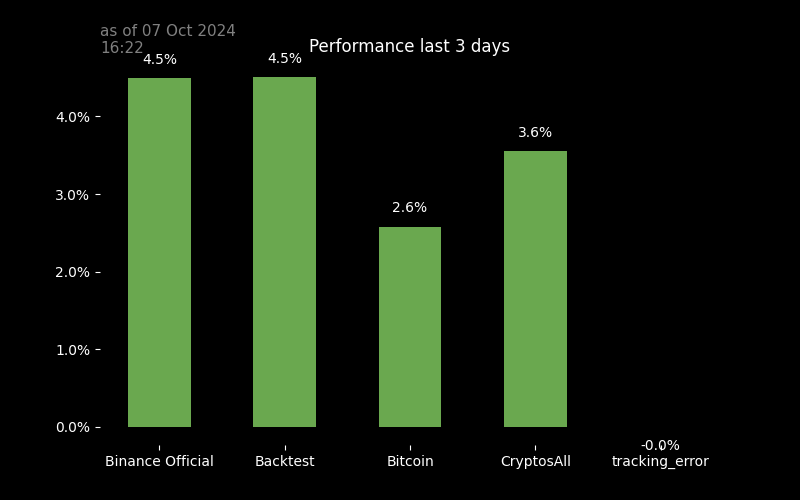 as of 07 Oct 2024
16:22
Performance last 3 days
4.5%
4.5%
2.6%
3.6%
-0.0%
4.0%
3.0%
2.0%
1.0%
0.0%
Binance Official
Backtest
Bitcoin
CryptosAll
tracking_error